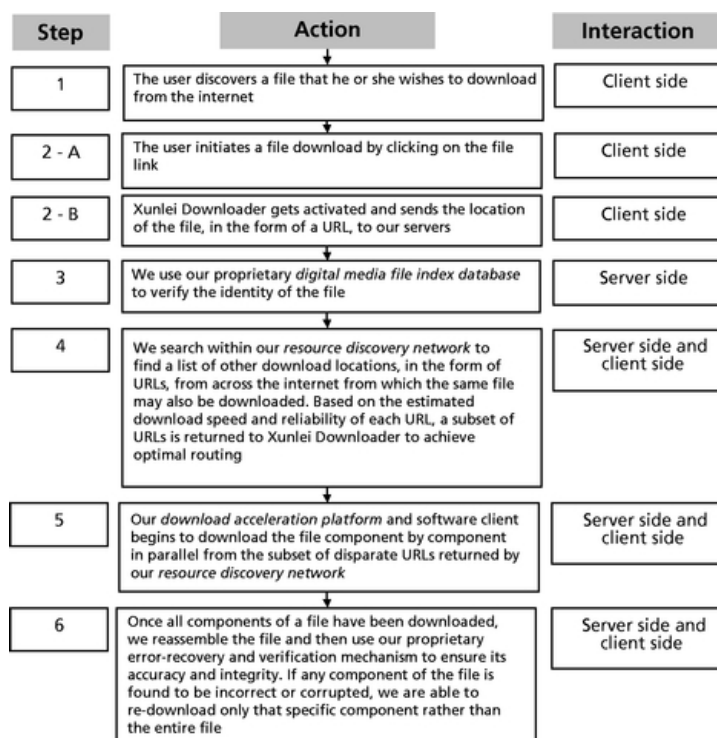 Step
Action
Interaction
1
The user discovers a file that he or she wishes to download
from the internet
Client side
2 - A
The user initiates a file download by clicking on the file
link
Client side
2 - B
Xunlei Downloader gets activated and sends the location
of the file, in the form of a URL, to our servers
Client side
3
We use our proprietary digital media file index database
to verify the identity of the file
Server side
4
We search within our resource discovery network to
find a list of other download locations, in the form of
URLs, from across the internet from which the same file
may also be downloaded. Based on the estimated
download speed and reliability of each URL, a subset of
URLs is returned to Xunlei Downloader to achieve
optimal routing
Server side and
client side
5
Our download acceleration platform and software client
begins to download the file component by component
in parallel from the subset of disparate URLs returned by
our resource discovery network
Server side and
client side
6
Once all components of a file have been downloaded,
we reassemble the file and then use our proprietary
error-recovery and verification mechanism to ensure its
accuracy and integrity. If any component of the file is
found to be incorrect or corrupted, we are able to
re-download only that specific component rather than
the entire file
Server side and
client side